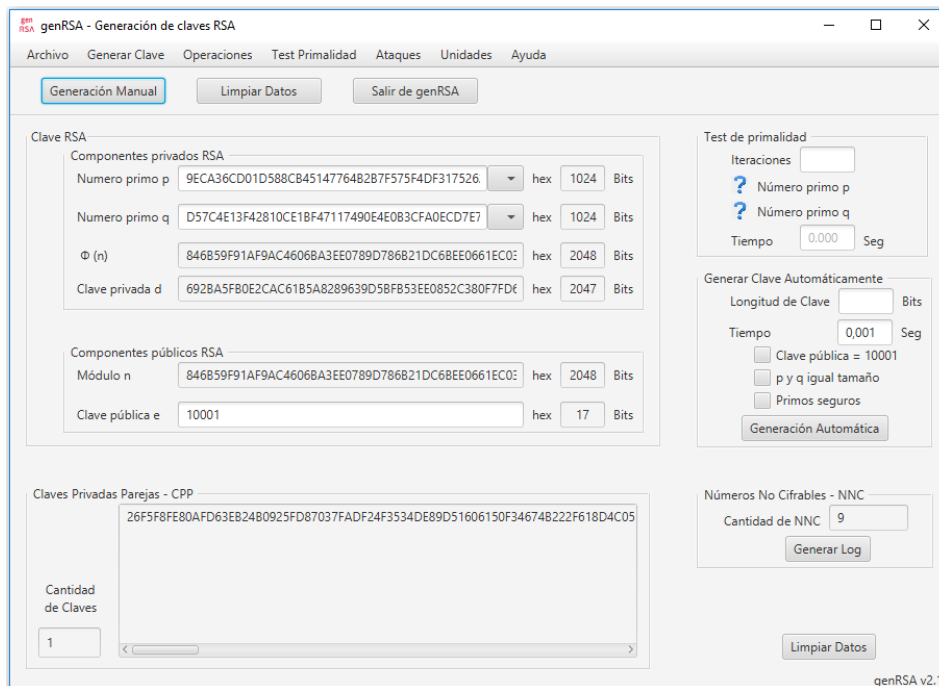 gen RSA genRSA - Generación de claves RSA
Archivo Generar Clave Operaciones Test Primalidad Ataques Unidades Ayuda
Generación Manual Limpiar Datos Salir de genRSA
Clave RSA
Componentes privados RSA
Numero primo p 9ECA36CD01D588CB45147764B2B7F575F4DF317526 hex 1024 Bits
Numero primo q D57C4E13F42810CE1BF47117490E4E0B3CFA0ECD7E7 hex 1024 Bits
Φ (n) 846B59F91AF9AC4606BA3EE0789D786B21DC6BEE0661EC03 hex 2048 Bits
Clave privada d 692BA5FB0E2CAC61B5A8289639D5BFB53EE0852C380F7FD6 hex 2047 Bits
Componentes públicos RSA
Módulo n 846B59F91AF9AC4606BA3EE0789D786B21DC6BEE0661EC03 hex 2048 Bits
Clave pública e 10001 hex 17 Bits
Test de primalidad
Iteraciones
? Número primo p
? Número primo q
Tiempo 0.000 Seg
Generar Clave Automáticamente
Longitud de Clave Bits
Tiempo 0,001 Seg
Clave pública = 10001
p y q igual tamaño
Primos seguros
Generación Automática
Claves Privadas Parejas - CPP
26F5F8FE80AFD63EB24B0925FD87037FADF24F3534DE89D51606150F34674B222F618D4C05
Cantidad
de Claves
1
Números No Cifrables - NNC
Cantidad de NNC 9
Generar Log
Limpiar Datos
genRSA v2.1